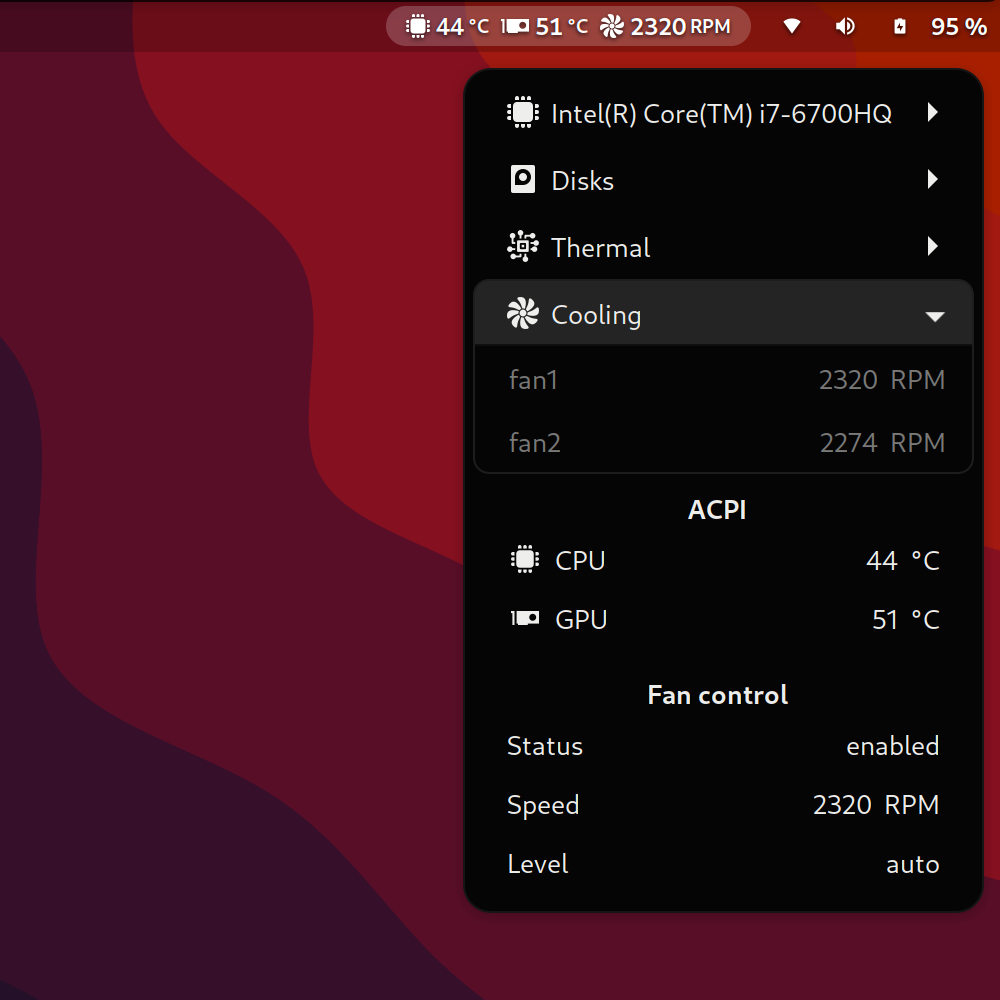 44 °C 51 °C 2320 RPM 95 %
Intel(R) Core(TM) i7-6700HQ
Disks
Thermal
Cooling
fan1 2320 RPM
fan2 2274 RPM
ACPI
CPU 44 °C
GPU 51 °C
Fan control
Status enabled
Speed 2320 RPM
Level auto